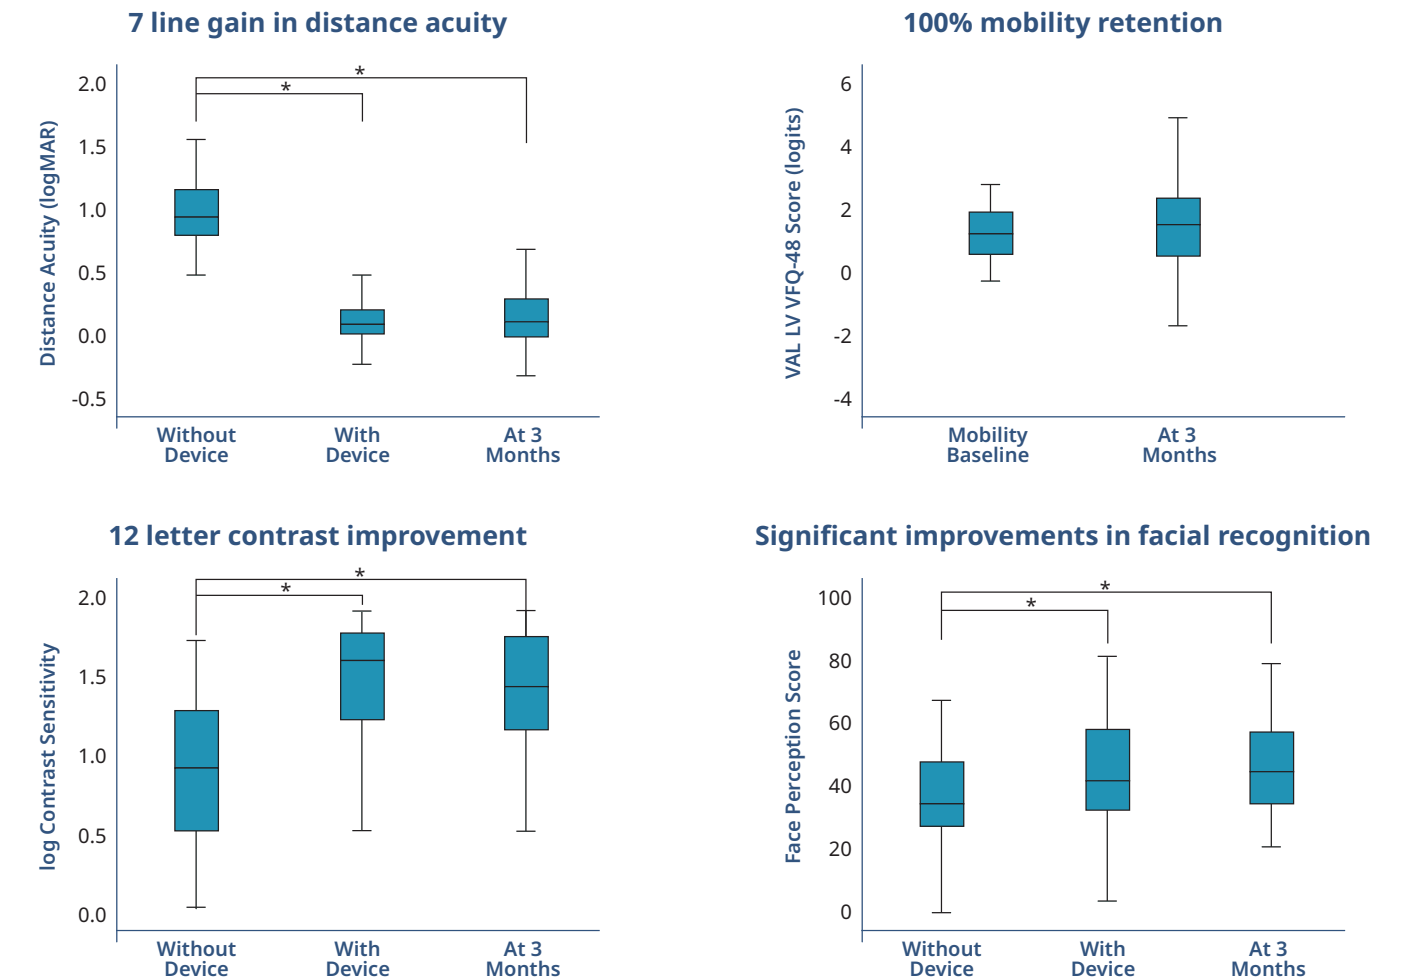 7 line gain in distance acuity
Distance Acuity (logMAR)
2.0
1.5
1.0
0.5
0.0
-0.5
*
*
Without
Device
With
Device
At 3
Months
100% mobility retention
VAL LV VFQ-48 Score (logits)
6
4
2
0
-2
-4
Mobility
Baseline
At 3
Months
12 letter contrast improvement
log Contrast Sensitivity
2.0
1.5
1.0
0.5
0.0
*
*
Without
Device
With
Device
At 3
Months
Significant improvements in facial recognition
Face Perception Score
100
80
60
40
20
0
*
*
Without
Device
With
Device
At 3
Months